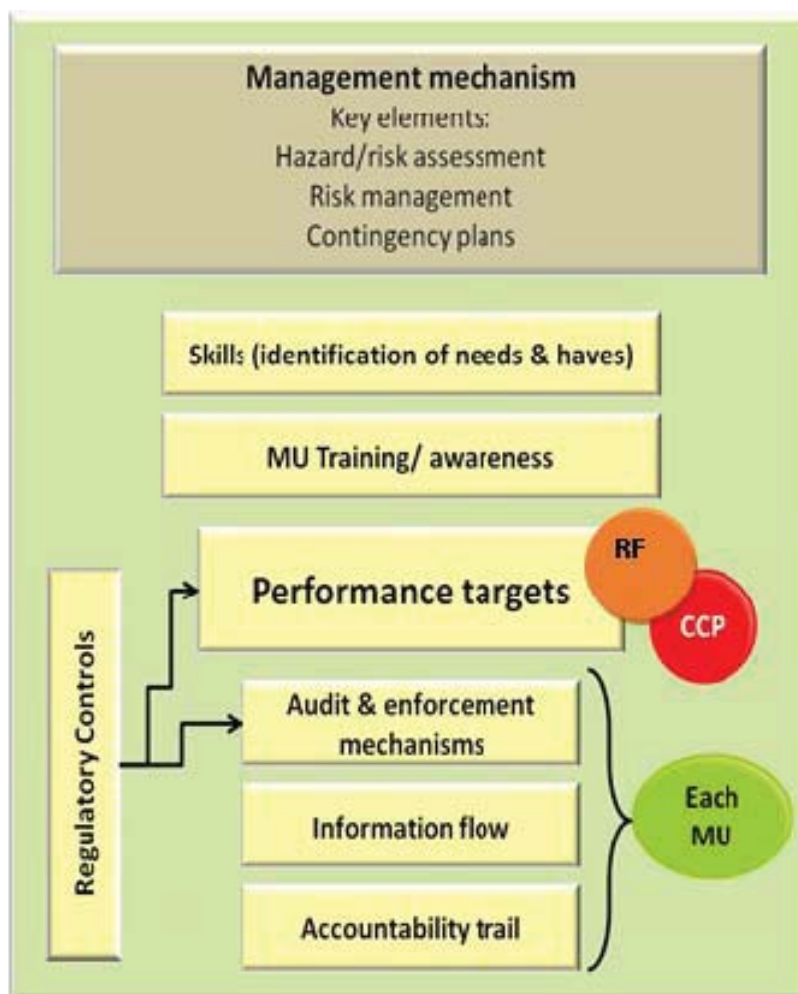 Management mechanism
Key elements:
Hazard/risk assessment
Risk management
Contingency plans
Skills (identification of needs & haves)
MU Training/ awareness
Performance targets
RF
CCP
Regulatory Controls
Audit & enforcement
mechanisms
Information flow
Accountability trail
Each
MU